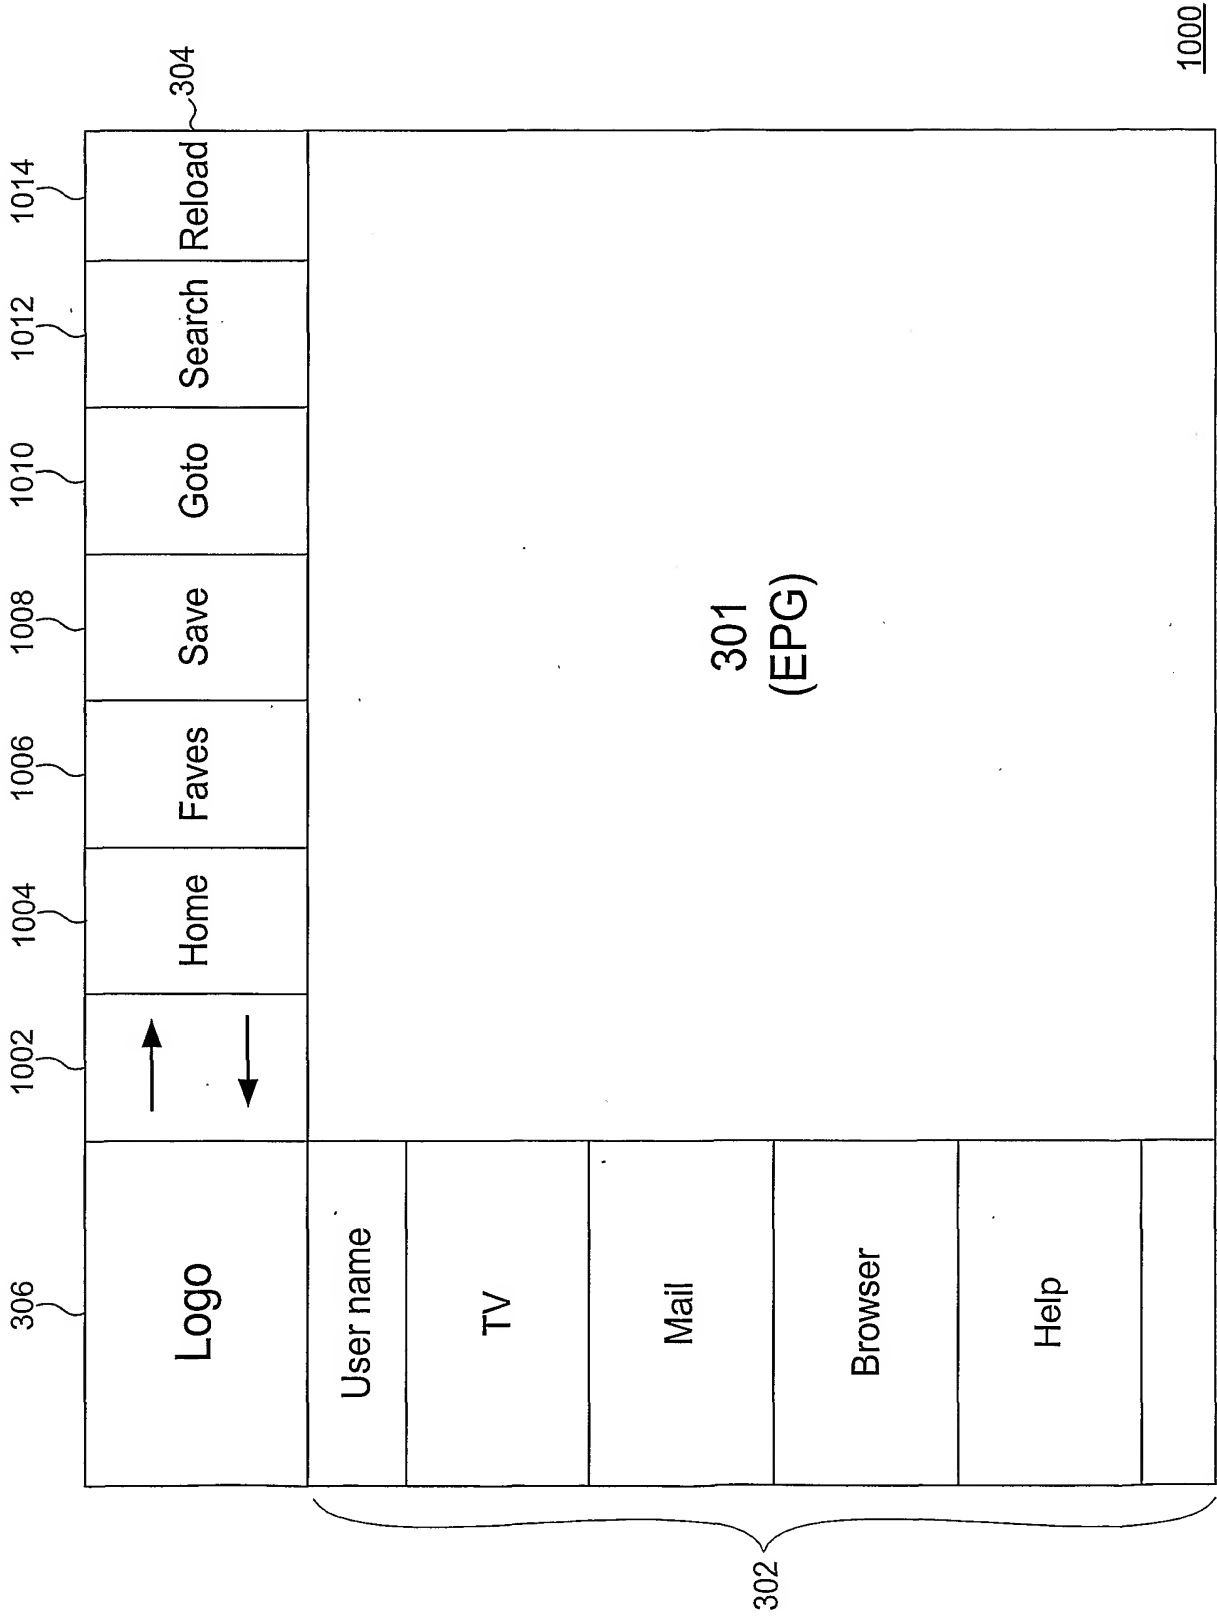 306
1002
1004
1006
1008
1010
1012
1014
Logo
Home
Faves
Save
Goto
Search
Reload
304
User name
TV
Mail
Browser
Help
301
(EPG)
302
1000